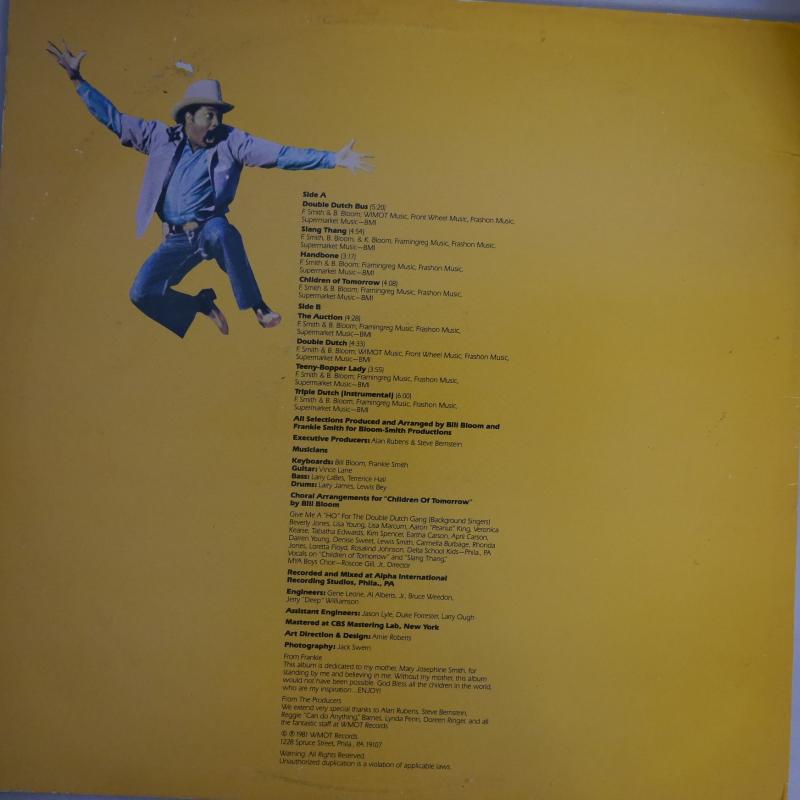 Side A
Double Dutch Bus (5:20)
F. Smith & B. Bloom; WIMOT Music, Front Wheel Music, Frashon Music,
Supermarket Music—BMI
Slang Thang (4:54)
F. Smith, B. Bloom, & K. Bloom, Framingreg Music, Frashon Music,
Supermarket Music—BMI
Handbone (3:17)
F. Smith & B. Bloom; Framingreg Music, Frashon Music,
Supermarket Music—BMI
Children of Tomorrow (4:08)
F. Smith & B. Bloom; Framingreg Music, Frashon Music,
Supermarket Music—BMI
Side B
The Auction (4:28)
F. Smith & B. Bloom; Framingreg Music, Frashon Music,
Supermarket Music—BMI
Double Dutch (4:33)
F. Smith & B. Bloom; WIMOT Music, Front Wheel Music, Frashon Music,
Supermarket Music—BMI
Teeny-Bopper Lady (3:55)
F. Smith & B. Bloom; Framingreg Music, Frashon Music,
Supermarket Music—BMI
Triple Dutch (Instrumental) (6:00)
F. Smith & B. Bloom, Framingreg Music, Frashon Music,
Supermarket Music—BMI
All Selections Produced and Arranged by Bill Bloom and
Frankie Smith for Bloom-Smith Productions
Executive Producers: Alan Rubens & Steve Bernstein
Musicians
Keyboards: Bill Bloom, Frankie Smith
Guitar: Vince Lane
Bass: Larry LaBes, Terrence Hall
Drums: Larry James, Lewis Bey
Choral Arrangements for "Children Of Tomorrow"
by Bill Bloom
Give Me A "HO" For The Double Dutch Gang (Background Singers)
Beverly Jones, Lisa Young, Lisa Marcum, Aaron "Peanut" King, Veronica
Kearse, Tabatha Edwards, Kim Spencer, Eartha Carson, April Carson,
Darren Young, Denise Sweet, Lewis Smith, Carmella Burbage, Rhonda
Jones, Loretta Floyd, Rosalind Johnson, Delta School Kids—Phila., PA
Vocals on "Children of Tomorrow" and "Slang Thang,"
MYA Boys Choir—Roscoe Gill, Jr., Director
Recorded and Mixed at Alpha International
Recording Studios, Phila., PA
Engineers: Gene Leone, Al Alberts, Jr., Bruce Weedon,
Jerry "Deep" Williamson
Assistant Engineers: Jason Lyle, Duke Forrester, Larry Ough
Mastered at CBS Mastering Lab, New York
Art Direction & Design: Arnie Roberts
Photography: Jack Swern
From Frankie
This album is dedicated to my mother, Mary Josephine Smith, for
standing by me and believing in me. Without my mother, this album
would not have been possible. God Bless all the children in the world,
who are my inspiration...ENJOY!
From The Producers
We extend very special thanks to Alan Rubens, Steve Bernstein,
Reggie "Can do Anything," Barnes, Lynda Penn, Doreen Ringer, and all
the fantastic staff at WMOT Records
© ℗ 1981 WMOT Records
1228 Spruce Street, Phila., PA 19107
Warning: All Rights Reserved.
Unauthorized duplication is a violation of applicable laws.